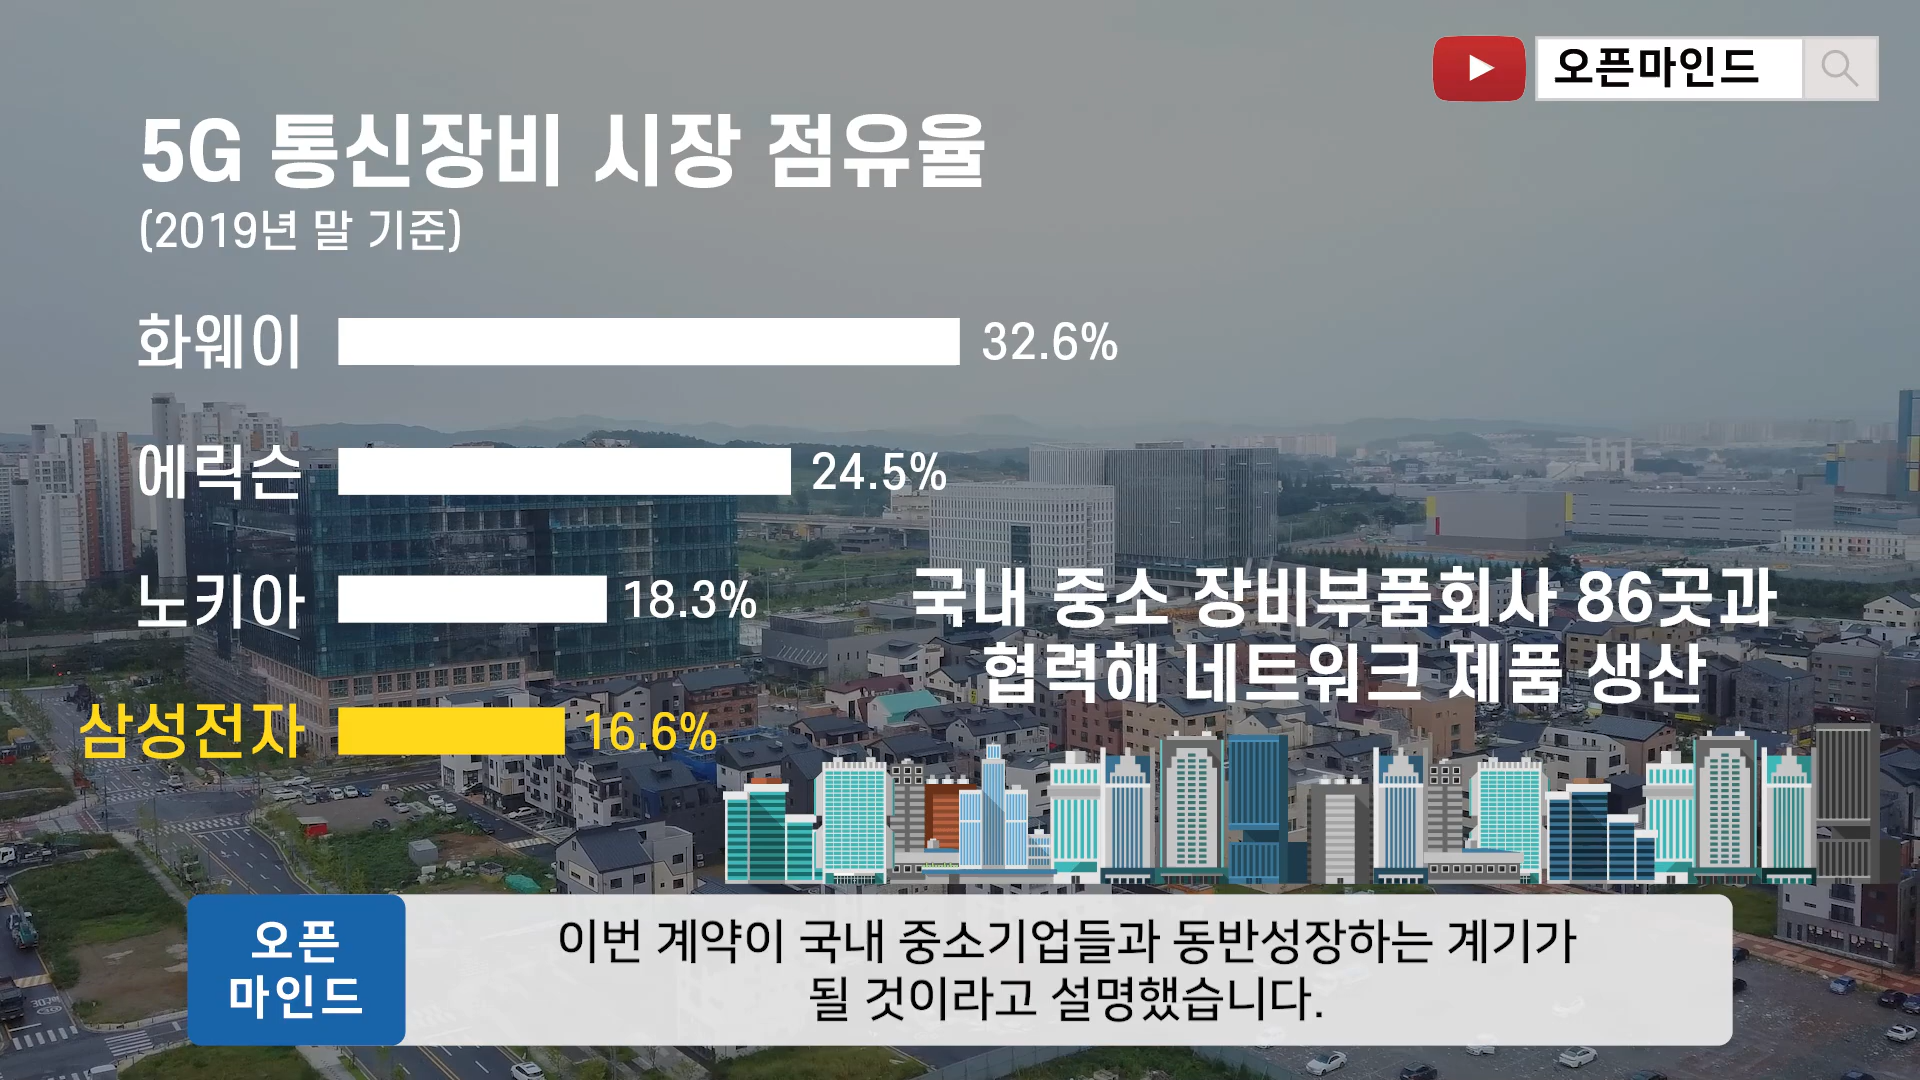 오픈마인드
5G 통신장비 시장 점유율
(2019년 말 기준)
화웨이 32.6%
에릭슨 24.5%
노키아 18.3%
삼성전자 16.6%
국내 중소 장비부품회사 86곳과
협력해 네트워크 제품 생산
오픈
마인드
이번 계약이 국내 중소기업들과 동반성장하는 계기가
될 것이라고 설명했습니다.